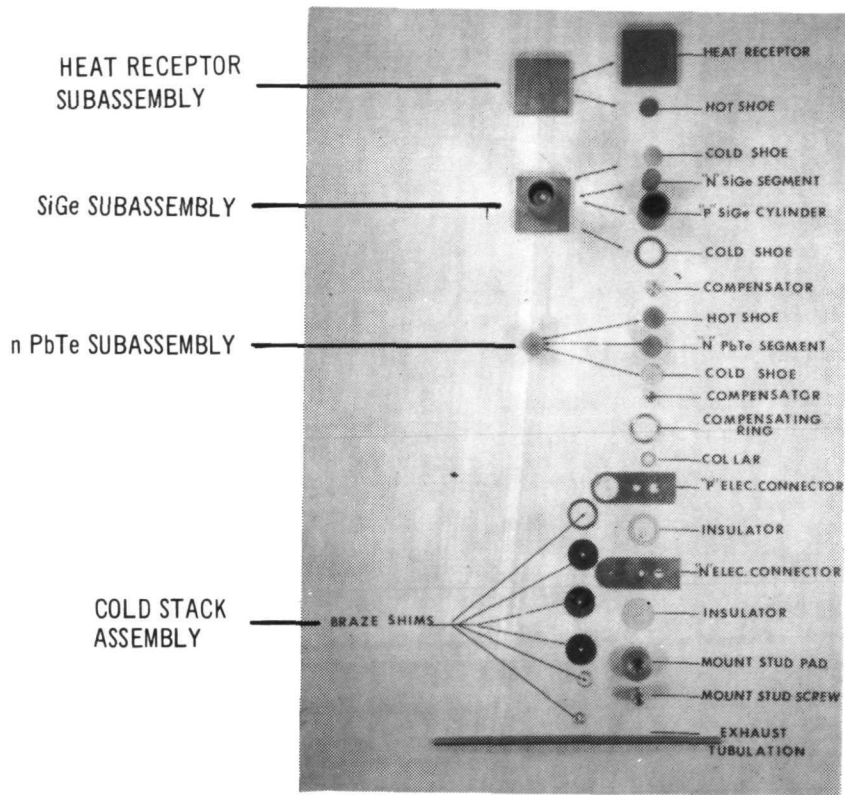 HEAT RECEPTOR
SUBASSEMBLY
SiGe SUBASSEMBLY
n PbTe SUBASSEMBLY
COLD STACK
ASSEMBLY
BRAZE SHIMS
HEAT RECEPTOR
HOT SHOE
COLD SHOE
"N" SiGe SEGMENT
"P" SiGe CYLINDER
COLD SHOE
COMPENSATOR
HOT SHOE
"N" PbTe SEGMENT
COLD SHOE
COMPENSATOR
COMPENSATING
RING
COLLAR
"P" ELEC. CONNECTOR
INSULATOR
"N" ELEC. CONNECTOR
INSULATOR
MOUNT STUD PAD
MOUNT STUD SCREW
EXHAUST
TUBULATION